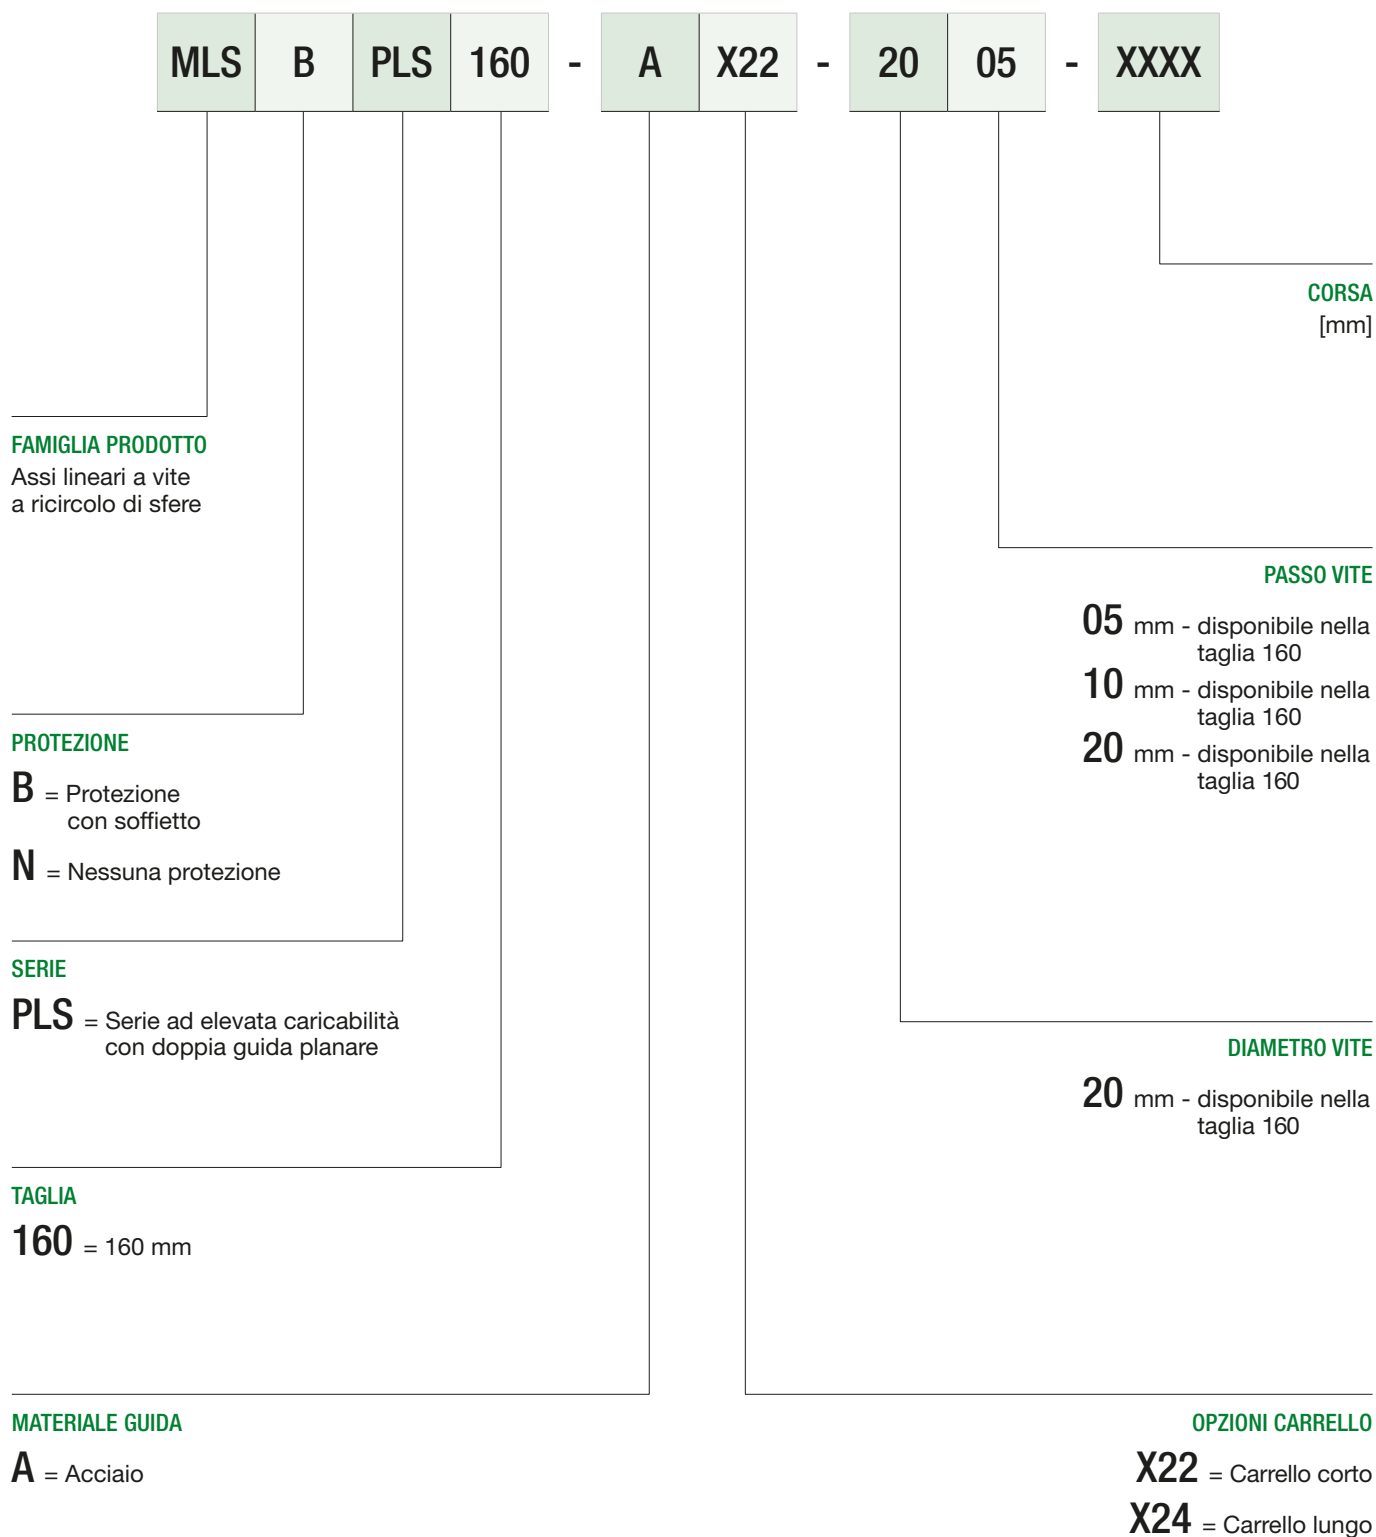 MLS B PLS 160 - A X22 - 20 05 - XXXX
CORSA
[mm]
FAMIGLIA PRODOTTO
Assi lineari a vite
a ricircolo di sfere
PASSO VITE
05 mm - disponibile nella
taglia 160
10 mm - disponibile nella
taglia 160
20 mm - disponibile nella
taglia 160
PROTEZIONE
B = Protezione
con soffietto
N = Nessuna protezione
SERIE
PLS = Serie ad elevata caricabilità
con doppia guida planare
DIAMETRO VITE
20 mm - disponibile nella
taglia 160
TAGLIA
160 = 160 mm
MATERIALE GUIDA
A = Acciaio
OPZIONI CARRELLO
X22 = Carrello corto
X24 = Carrello lungo